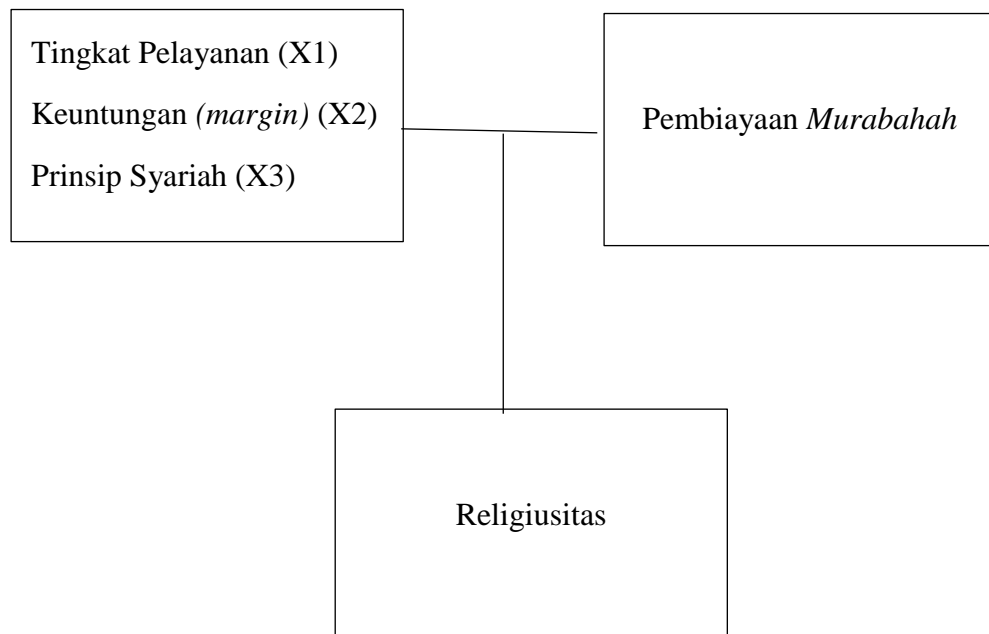 Tingkat Pelayanan (X1)
Keuntungan (margin) (X2)
Prinsip Syariah (X3)
Pembiayaan Murabahah
Religiusitas